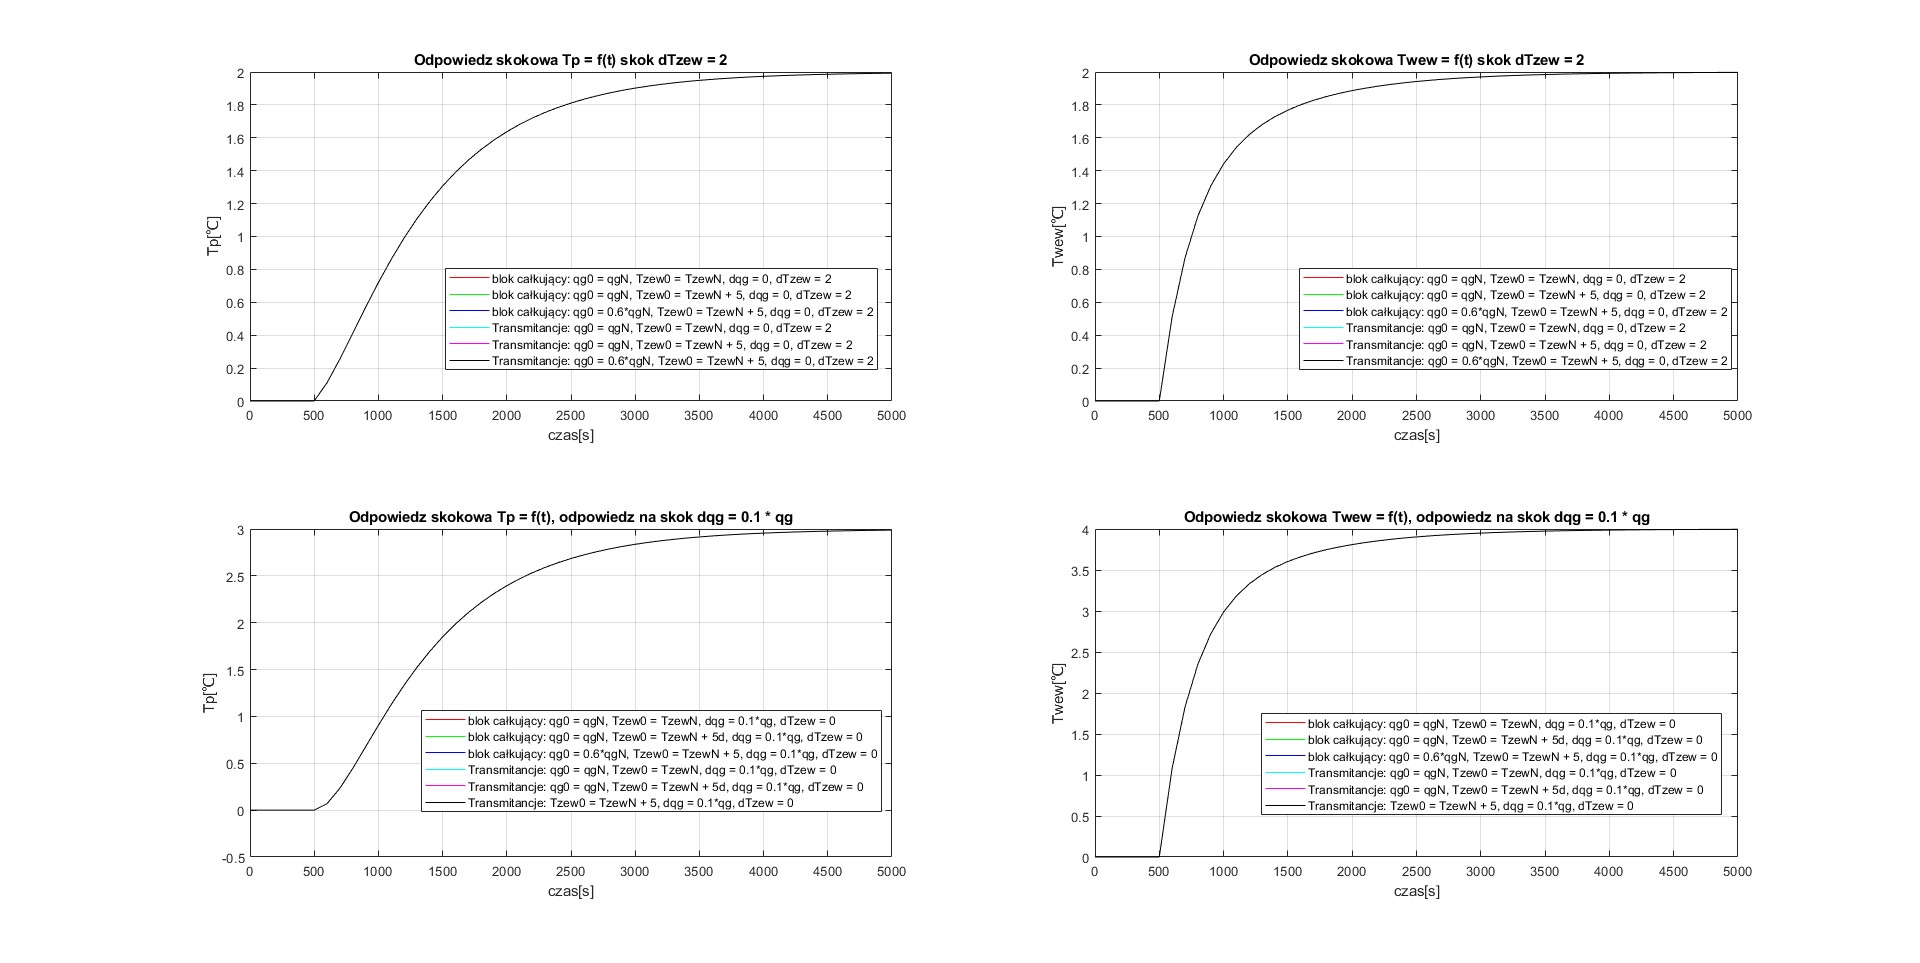 Odpowiedz skokowa Tp = f(t) skok dTzew = 2
2
1.8
1.6
1.4
1.2
1
0.8
0.6
0.4
0.2
0
Tp[℃]
blok całkujący: qg0 = qgN, Tzew0 = TzewN, dqg = 0, dTzew = 2
blok całkujący: qg0 = qgN, Tzew0 = TzewN + 5, dqg = 0, dTzew = 2
blok całkujący: qg0 = 0.6*qgN, Tzew0 = TzewN + 5, dqg = 0, dTzew = 2
Transmitancje: qg0 = qgN, Tzew0 = TzewN, dqg = 0, dTzew = 2
Transmitancje: qg0 = qgN, Tzew0 = TzewN + 5, dqg = 0, dTzew = 2
Transmitancje: qg0 = 0.6*qgN, Tzew0 = TzewN + 5, dqg = 0, dTzew = 2
0 500 1000 1500 2000 2500 3000 3500 4000 4500 5000
czas[s]
Odpowiedz skokowa Twew = f(t) skok dTzew = 2
2
1.8
1.6
1.4
1.2
1
0.8
0.6
0.4
0.2
0
Twew[℃]
blok całkujący: qg0 = qgN, Tzew0 = TzewN, dqg = 0, dTzew = 2
blok całkujący: qg0 = qgN, Tzew0 = TzewN + 5, dqg = 0, dTzew = 2
blok całkujący: qg0 = 0.6*qgN, Tzew0 = TzewN + 5, dqg = 0, dTzew = 2
Transmitancje: qg0 = qgN, Tzew0 = TzewN, dqg = 0, dTzew = 2
Transmitancje: qg0 = qgN, Tzew0 = TzewN + 5, dqg = 0, dTzew = 2
Transmitancje: qg0 = 0.6*qgN, Tzew0 = TzewN + 5, dqg = 0, dTzew = 2
0 500 1000 1500 2000 2500 3000 3500 4000 4500 5000
czas[s]
Odpowiedz skokowa Tp = f(t), odpowiedz na skok dqg = 0.1 * qg
3
2.5
2
1.5
1
0.5
0
-0.5
Tp[℃]
blok całkujący: qg0 = qgN, Tzew0 = TzewN, dqg = 0.1*qg, dTzew = 0
blok całkujący: qg0 = qgN, Tzew0 = TzewN + 5d, dqg = 0.1*qg, dTzew = 0
blok całkujący: qg0 = 0.6*qgN, Tzew0 = TzewN + 5, dqg = 0.1*qg, dTzew = 0
Transmitancje: qg0 = qgN, Tzew0 = TzewN, dqg = 0.1*qg, dTzew = 0
Transmitancje: qg0 = qgN, Tzew0 = TzewN + 5d, dqg = 0.1*qg, dTzew = 0
Transmitancje: Tzew0 = TzewN + 5, dqg = 0.1*qg, dTzew = 0
0 500 1000 1500 2000 2500 3000 3500 4000 4500 5000
czas[s]
Odpowiedz skokowa Twew = f(t), odpowiedz na skok dqg = 0.1 * qg
4
3.5
3
2.5
2
1.5
1
0.5
0
Twew[℃]
blok całkujący: qg0 = qgN, Tzew0 = TzewN, dqg = 0.1*qg, dTzew = 0
blok całkujący: qg0 = qgN, Tzew0 = TzewN + 5d, dqg = 0.1*qg, dTzew = 0
blok całkujący: qg0 = 0.6*qgN, Tzew0 = TzewN + 5, dqg = 0.1*qg, dTzew = 0
Transmitancje: qg0 = qgN, Tzew0 = TzewN, dqg = 0.1*qg, dTzew = 0
Transmitancje: qg0 = qgN, Tzew0 = TzewN + 5d, dqg = 0.1*qg, dTzew = 0
Transmitancje: Tzew0 = TzewN + 5, dqg = 0.1*qg, dTzew = 0
0 500 1000 1500 2000 2500 3000 3500 4000 4500 5000
czas[s]